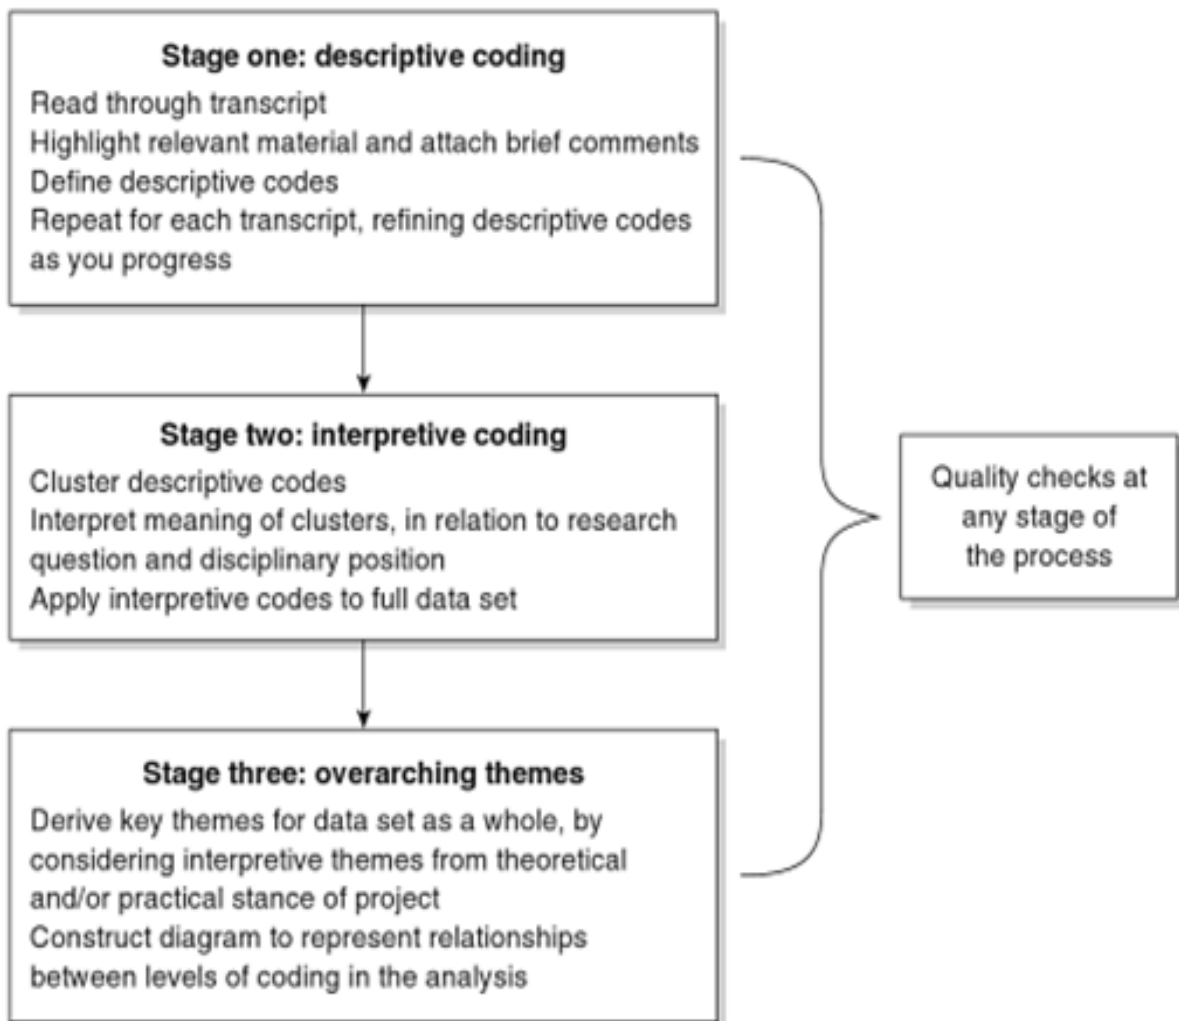 Stage one: descriptive coding
Read through transcript
Highlight relevant material and attach brief comments
Define descriptive codes
Repeat for each transcript, refining descriptive codes
as you progress
Stage two: interpretive coding
Cluster descriptive codes
Interpret meaning of clusters, in relation to research
question and disciplinary position
Apply interpretive codes to full data set
Stage three: overarching themes
Derive key themes for data set as a whole, by
considering interpretive themes from theoretical
and/or practical stance of project
Construct diagram to represent relationships
between levels of coding in the analysis
Quality checks at
any stage of
the process